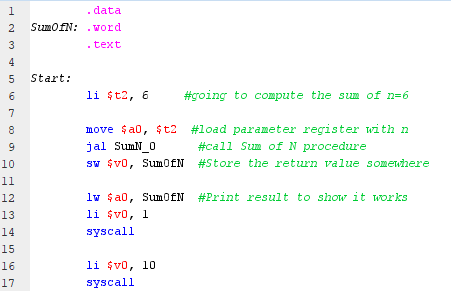 1 .data
2 SumOfN: .word
3 .text
4
5 Start:
6 li $t2, 6 #going to compute the sum of n=6
7
8 move $a0, $t2 #load parameter register with n
9 jal SumN_0 #call Sum of N procedure
10 sw $v0, SumOfN #Store the return value somewhere
11
12 lw $a0, SumOfN #Print result to show it works
13 li $v0, 1
14 syscall
15
16 li $v0, 10
17 syscall